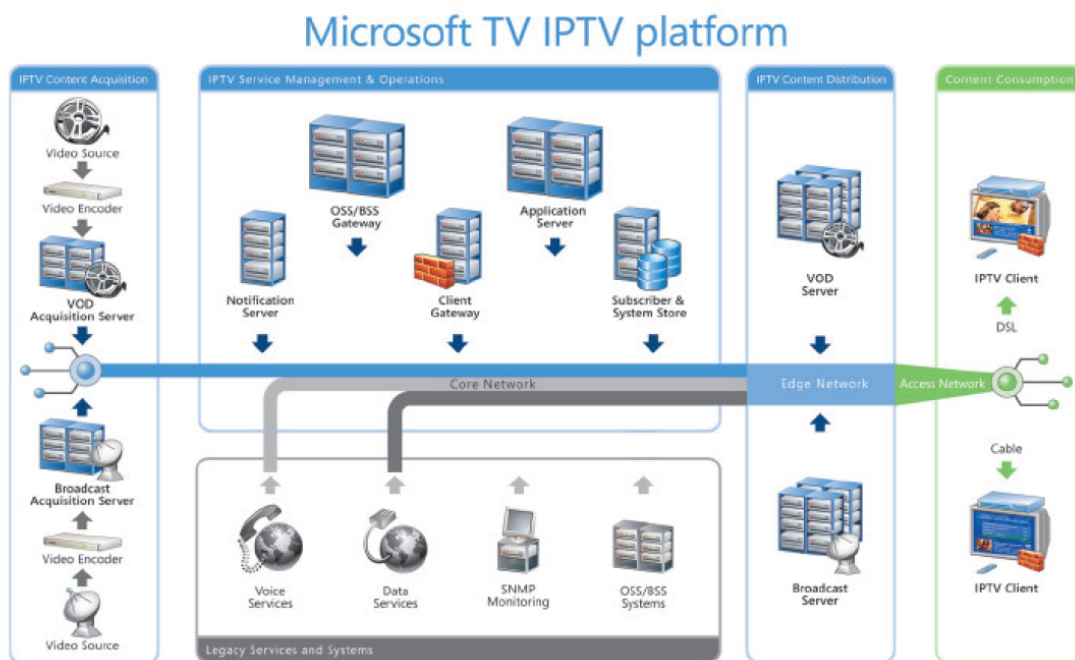 Microsoft TV IPTV platform
IPTV Content Acquisition
Video Source
Video Encoder
VOD
Acquisition Server
Broadcast
Acquisition Server
Video Encoder
Video Source
IPTV Service Management & Operations
OSS/BSS
Gateway
Application
Server
Notification
Server
Client
Gateway
Subscriber &
System Store
Core Network
Voice
Services
Data
Services
SNMP
Monitoring
OSS/BSS
Systems
Legacy Services and Systems
IPTV Content Distribution
VOD
Server
Edge Network
Broadcast
Server
Content Consumption
IPTV Client
DSL
Access Network
Cable
IPTV Client